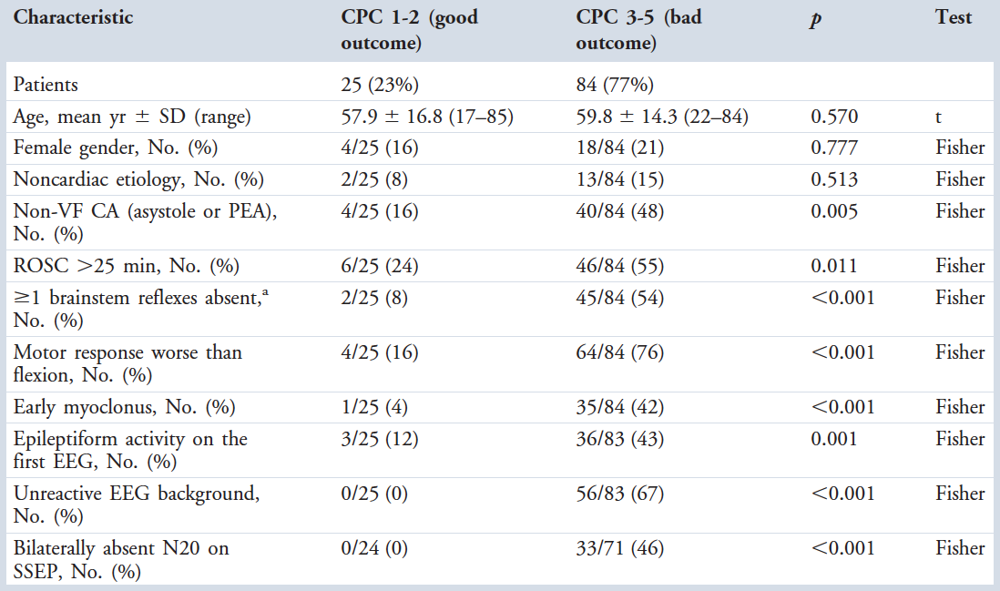 Characteristic CPC 1-2 (good CPC 3-5 (bad p Test
outcome) outcome)
Patients 25 (23%) 84 (77%)
Age, mean yr ± SD (range) 57.9 ± 16.8 (17–85) 59.8 ± 14.3 (22–84) 0.570 t
Female gender, No. (%) 4/25 (16) 18/84 (21) 0.777 Fisher
Noncardiac etiology, No. (%) 2/25 (8) 13/84 (15) 0.513 Fisher
Non-VF CA (asystole or PEA), 4/25 (16) 40/84 (48) 0.005 Fisher
No. (%)
ROSC >25 min, No. (%) 6/25 (24) 46/84 (55) 0.011 Fisher
≥1 brainstem reflexes absent,ᵃ 2/25 (8) 45/84 (54) <0.001 Fisher
No. (%)
Motor response worse than 4/25 (16) 64/84 (76) <0.001 Fisher
flexion, No. (%)
Early myoclonus, No. (%) 1/25 (4) 35/84 (42) <0.001 Fisher
Epileptiform activity on the 3/25 (12) 36/83 (43) 0.001 Fisher
first EEG, No. (%)
Unreactive EEG background, 0/25 (0) 56/83 (67) <0.001 Fisher
No. (%)
Bilaterally absent N20 on 0/24 (0) 33/71 (46) <0.001 Fisher
SSEP, No. (%)